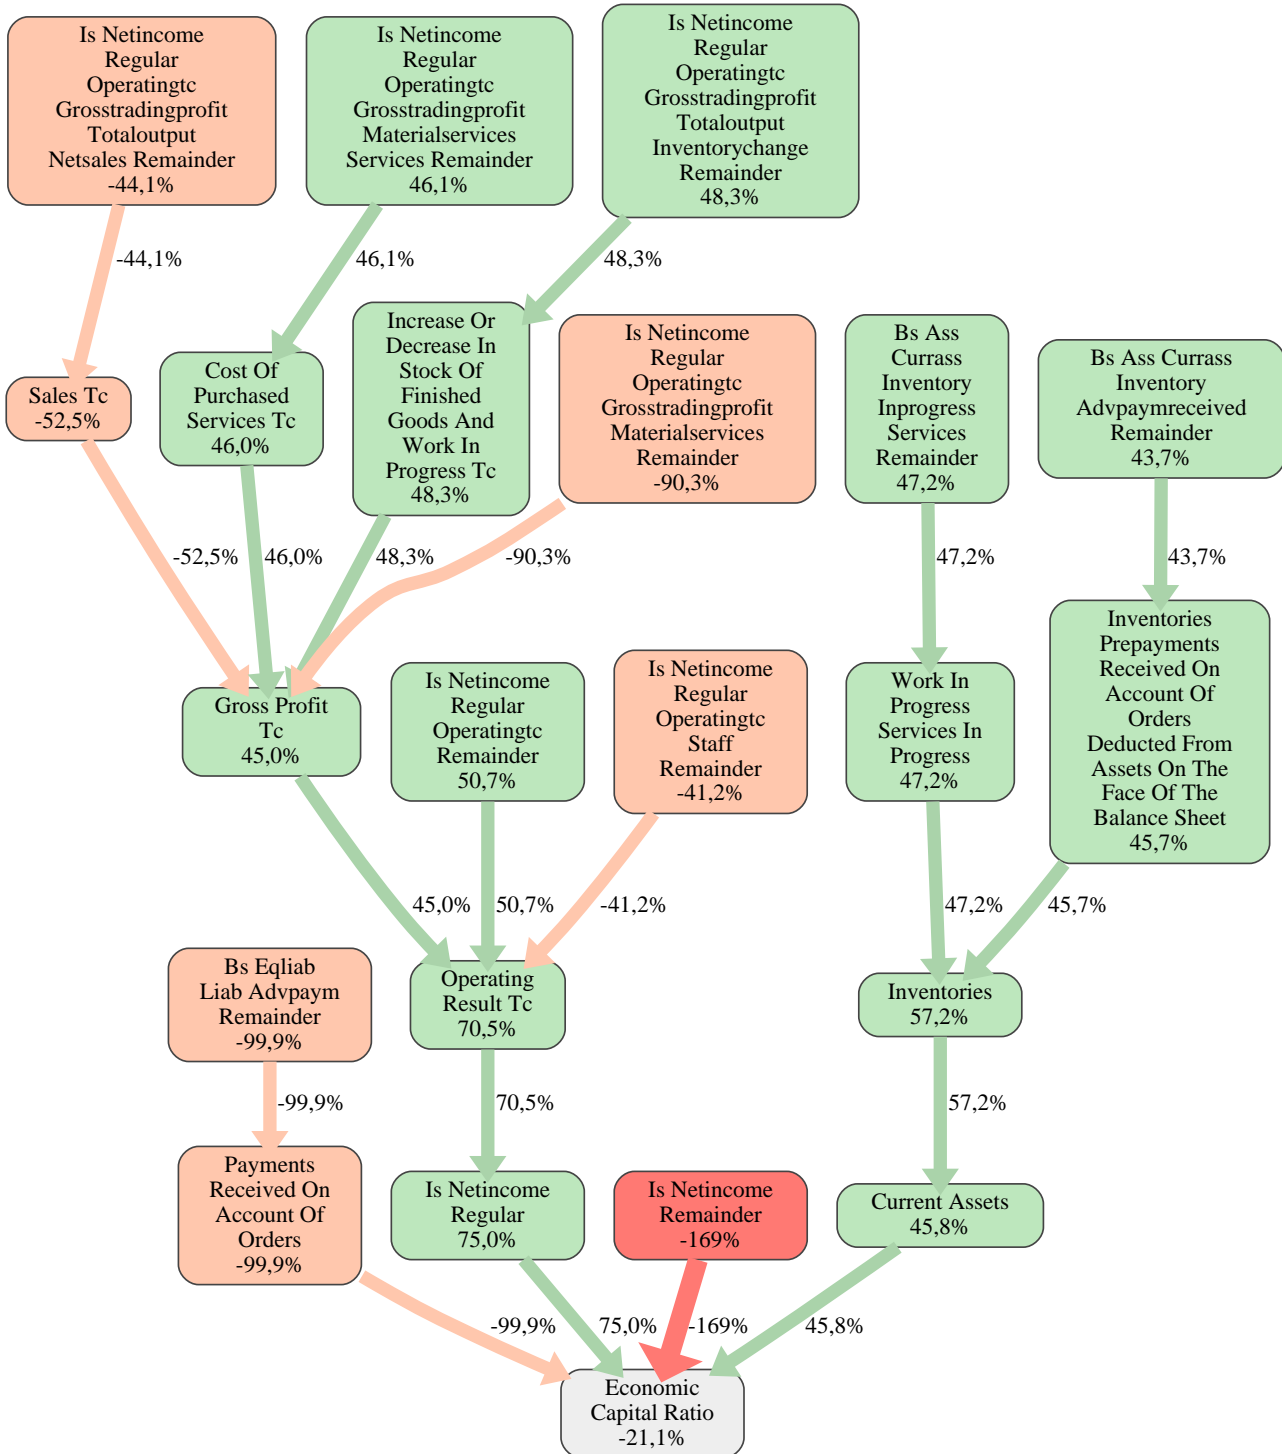 Is Netincome
Regular
Operatingtc
Grosstradingprofit
Totaloutput
Netsales Remainder
-44,1%
Is Netincome
Regular
Operatingtc
Grosstradingprofit
Materialservices
Services Remainder
46,1%
Is Netincome
Regular
Operatingtc
Grosstradingprofit
Totaloutput
Inventorychange
Remainder
48,3%
-44,1%
46,1%
48,3%
Sales Tc
-52,5%
Cost Of
Purchased
Services Tc
46,0%
Increase Or
Decrease In
Stock Of
Finished
Goods And
Work In
Progress Tc
48,3%
Is Netincome
Regular
Operatingtc
Grosstradingprofit
Materialservices
Remainder
-90,3%
Bs Ass
Currass
Inventory
Inprogress
Services
Remainder
47,2%
Bs Ass Currass
Inventory
Advpaymreceived
Remainder
43,7%
-52,5%
46,0%
48,3%
-90,3%
47,2%
43,7%
Gross Profit
Tc
45,0%
Is Netincome
Regular
Operatingtc
Remainder
50,7%
Is Netincome
Regular
Operatingtc
Staff
Remainder
-41,2%
Work In
Progress
Services In
Progress
47,2%
Inventories
Prepayments
Received On
Account Of
Orders
Deducted From
Assets On The
Face Of The
Balance Sheet
45,7%
45,0%
50,7%
-41,2%
47,2%
45,7%
Bs Eqliab
Liab Advpaym
Remainder
-99,9%
Operating
Result Tc
70,5%
Inventories
57,2%
-99,9%
70,5%
57,2%
Payments
Received On
Account Of
Orders
-99,9%
Is Netincome
Regular
75,0%
Is Netincome
Remainder
-169%
Current Assets
45,8%
-99,9%
75,0%
-169%
45,8%
Economic
Capital Ratio
-21,1%